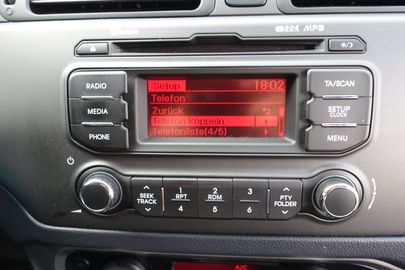 Bluetooth
MP3
RADIO
MEDIA
PHONE
Setup 18:02
Telefon
Zurück
Telefon koppeln
Telefonliste(4/5)
TA/SCAN
SETUP
CLOCK
MENU
SEEK
TRACK
1 2 3
RPT RDM
4 5 6
PTY
FOLDER
A/C